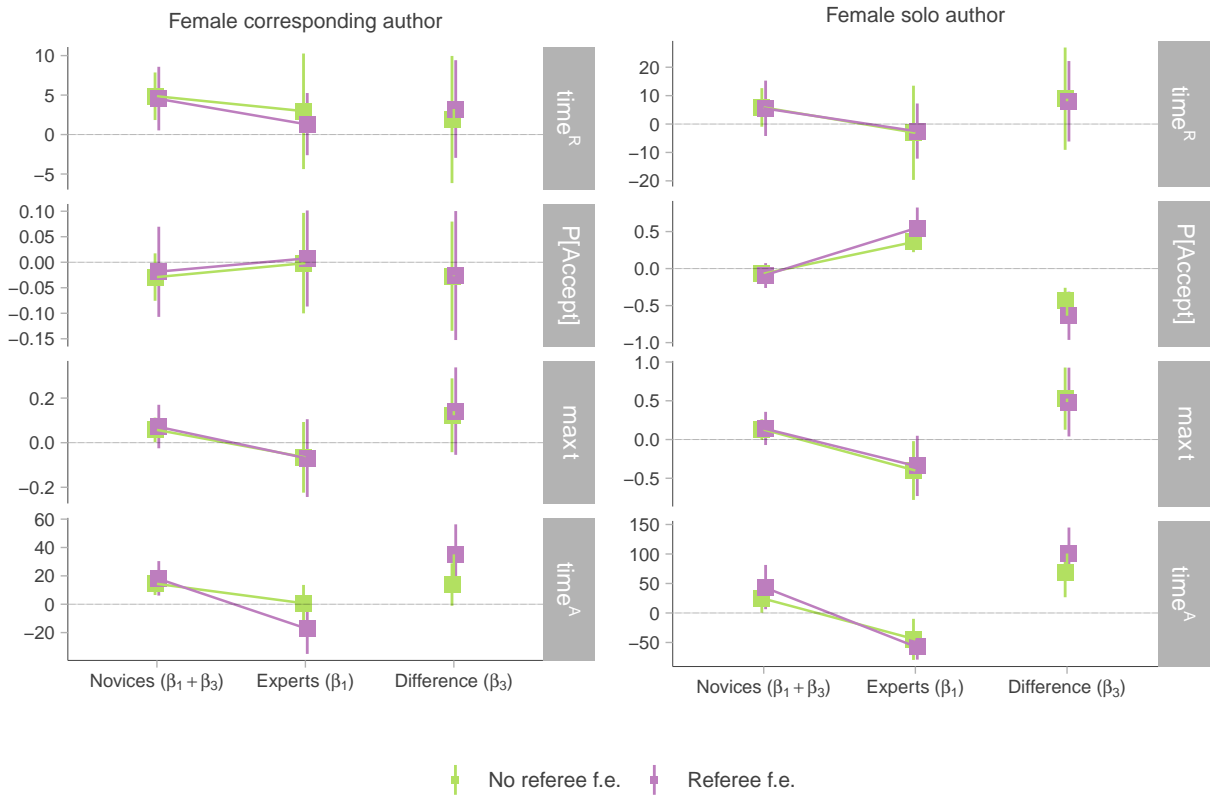 Female corresponding author
10
5
0
−5
time^R
0.10
0.05
0.00
−0.05
−0.10
−0.15
P[Accept]
0.2
0.0
−0.2
max t
60
40
20
0
−20
time^A
Novices (β₁ + β₃)
Experts (β₁)
Difference (β₃)
Female solo author
20
10
0
−10
−20
time^R
0.5
0.0
−0.5
−1.0
P[Accept]
1.0
0.5
0.0
−0.5
max t
150
100
50
0
−50
time^A
Novices (β₁ + β₃)
Experts (β₁)
Difference (β₃)
No referee f.e.
Referee f.e.